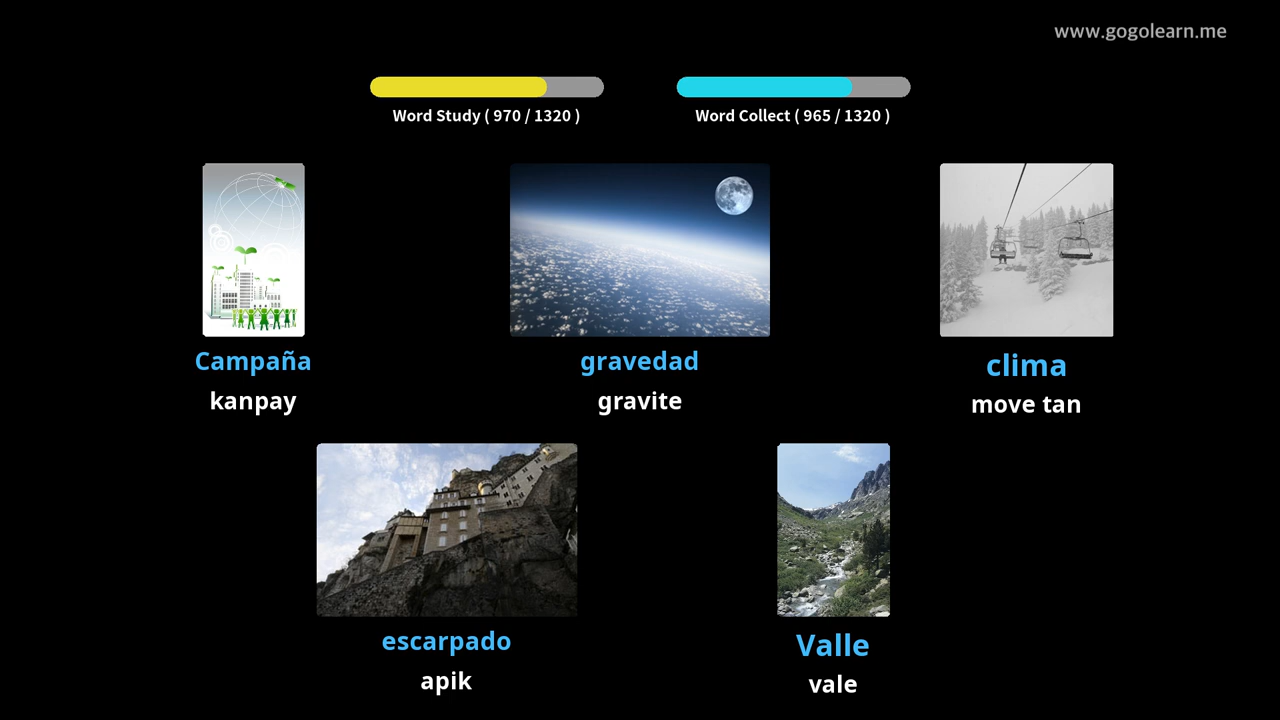 www.gogolearn.me
Word Study ( 970 / 1320 )
Word Collect ( 965 / 1320 )
Campaña
kanpay
gravedad
gravite
clima
move tan
escarpado
apik
Valle
vale